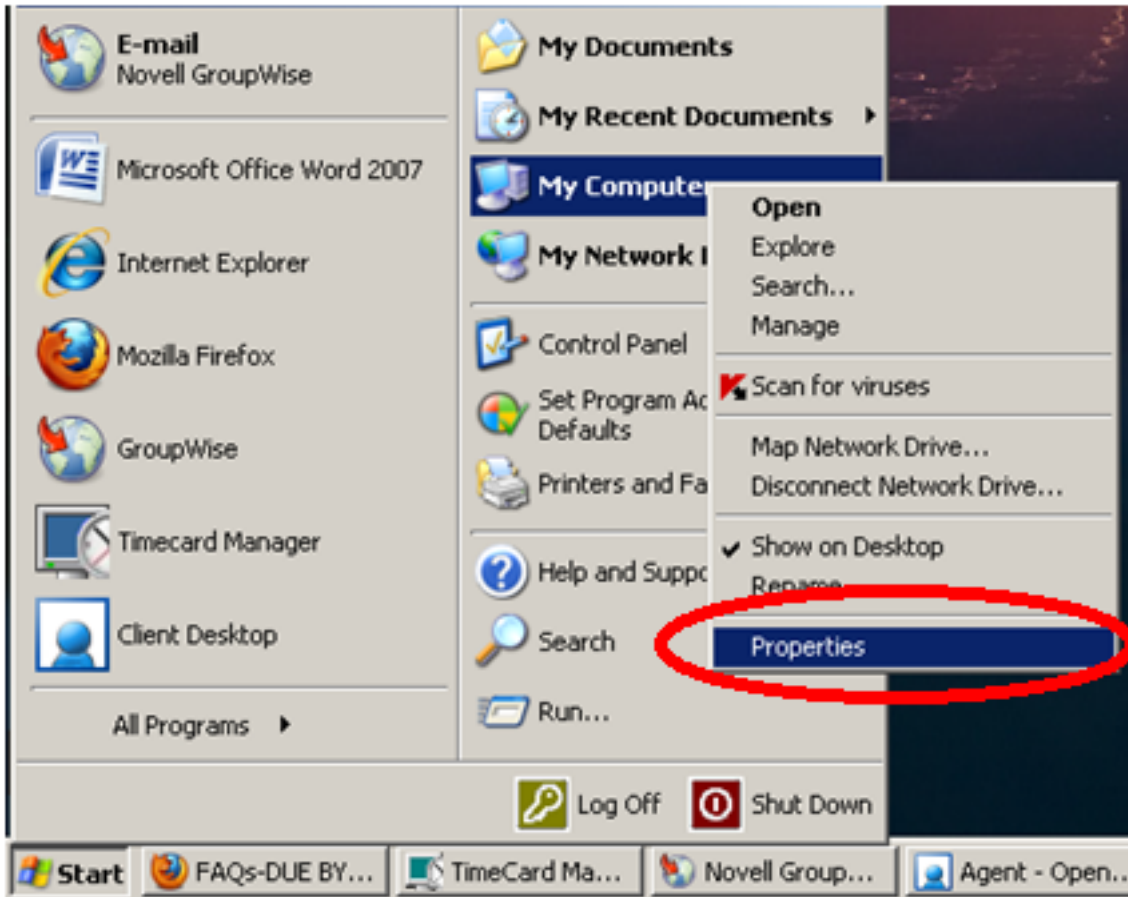 E-mail
Novell GroupWise
Microsoft Office Word 2007
Internet Explorer
Mozilla Firefox
GroupWise
Timecard Manager
Client Desktop
All Programs
My Documents
My Recent Documents
My Compute
My Network
Control Panel
Set Program Ac
Defaults
Printers and Fa
Help and Suppo
Search
Run...
Open
Explore
Search...
Manage
Scan for viruses
Map Network Drive...
Disconnect Network Drive...
Show on Desktop
Rename
Properties
Log Off
Shut Down
Start
FAQs-DUE BY...
TimeCard Ma...
Novell Group...
Agent - Open...